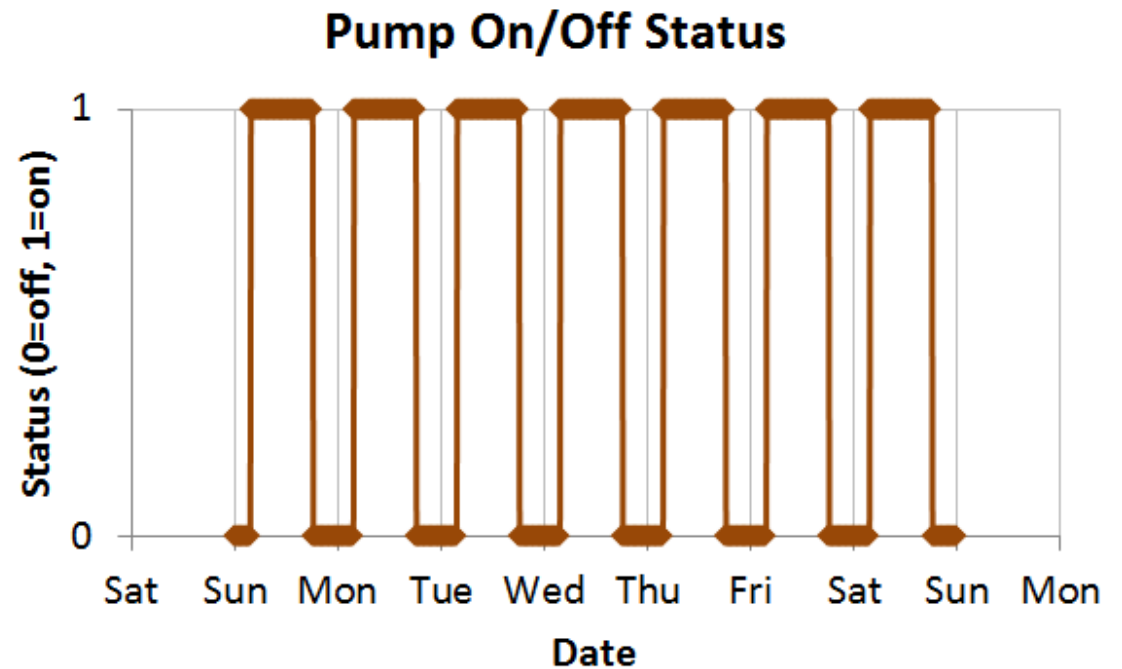 Pump On/Off Status
Status (0=off, 1=on)
1
0
Sat Sun Mon Tue Wed Thu Fri Sat Sun Mon
Date